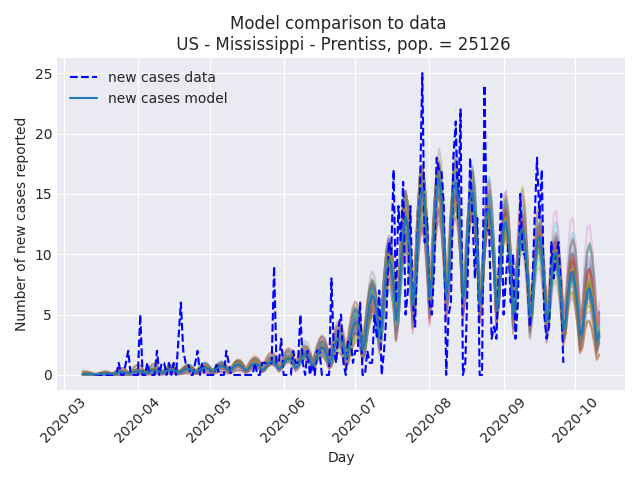 Model comparison to data
US - Mississippi - Prentiss, pop. = 25126
new cases data
new cases model
Number of new cases reported
25
20
15
10
5
0
2020-03
2020-04
2020-05
2020-06
2020-07
2020-08
2020-09
2020-10
Day